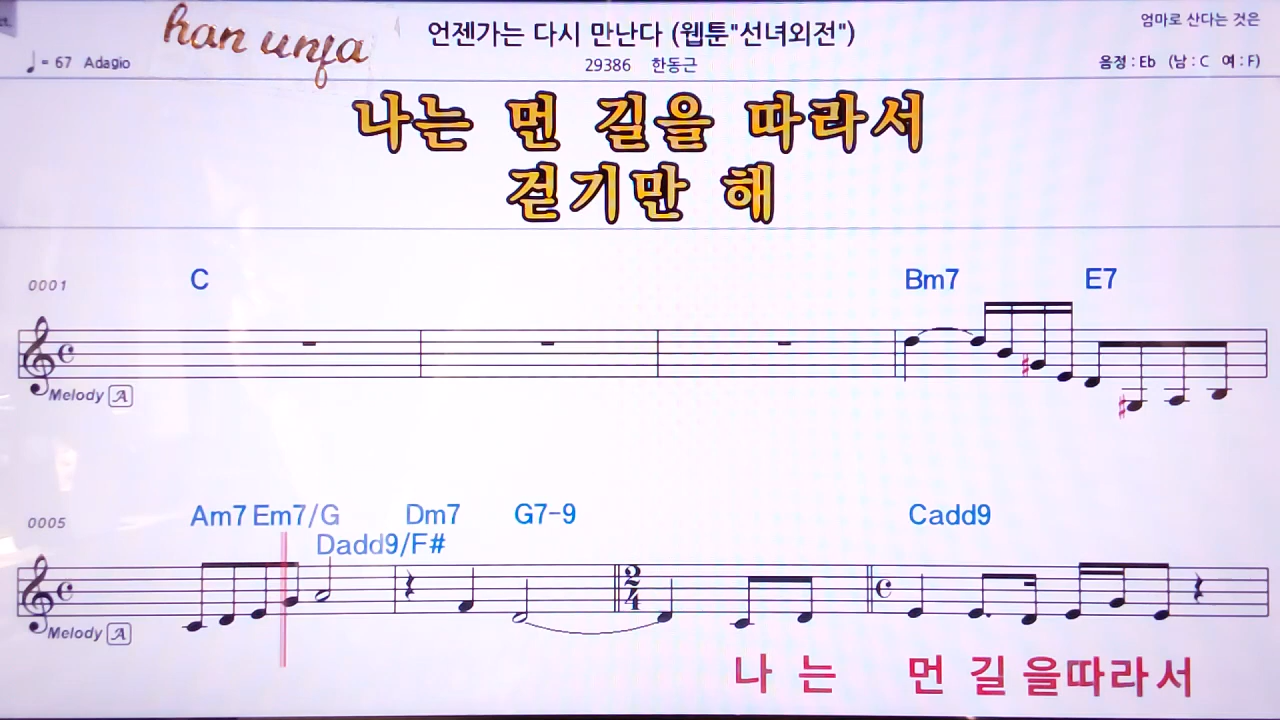 han unfa
언젠가는 다시 만난다 (웹툰"선녀외전")
엄마로 산다는 것은
♩= 67 Adagio
29386 한동근
음정 : Eb (남 : C 여 : F)
나는 먼 길을 따라서
걷기만 해
0001
C Bm7 E7
Melody A
0005
Am7 Em7/G Dm7 G7-9 Cadd9
Dadd9/F#
2
4
Melody A
나 는 먼 길 을따라서